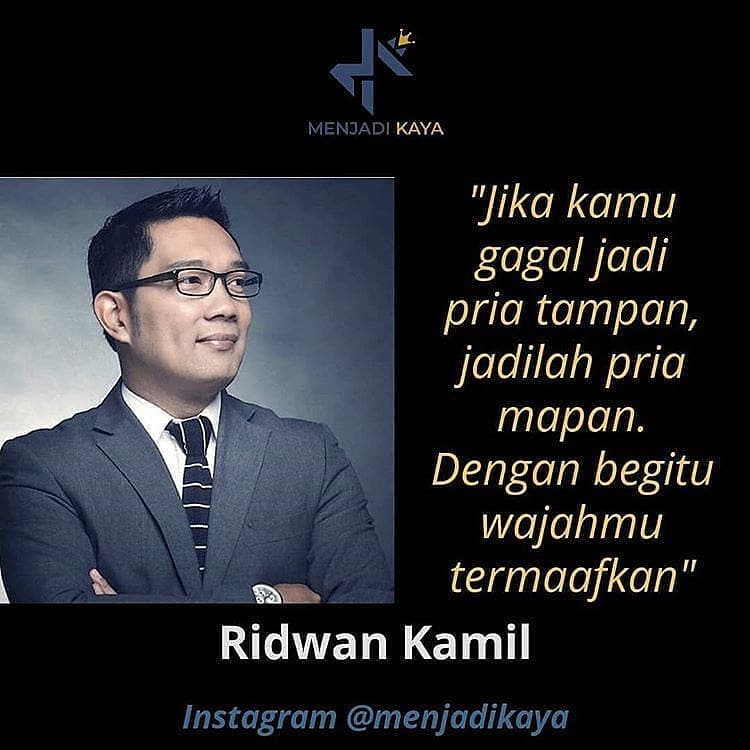 MENJADI KAYA
"Jika kamu
gagal jadi
pria tampan,
jadilah pria
mapan.
Dengan begitu
wajahmu
termaafkan"
Ridwan Kamil
Instagram @menjadikaya